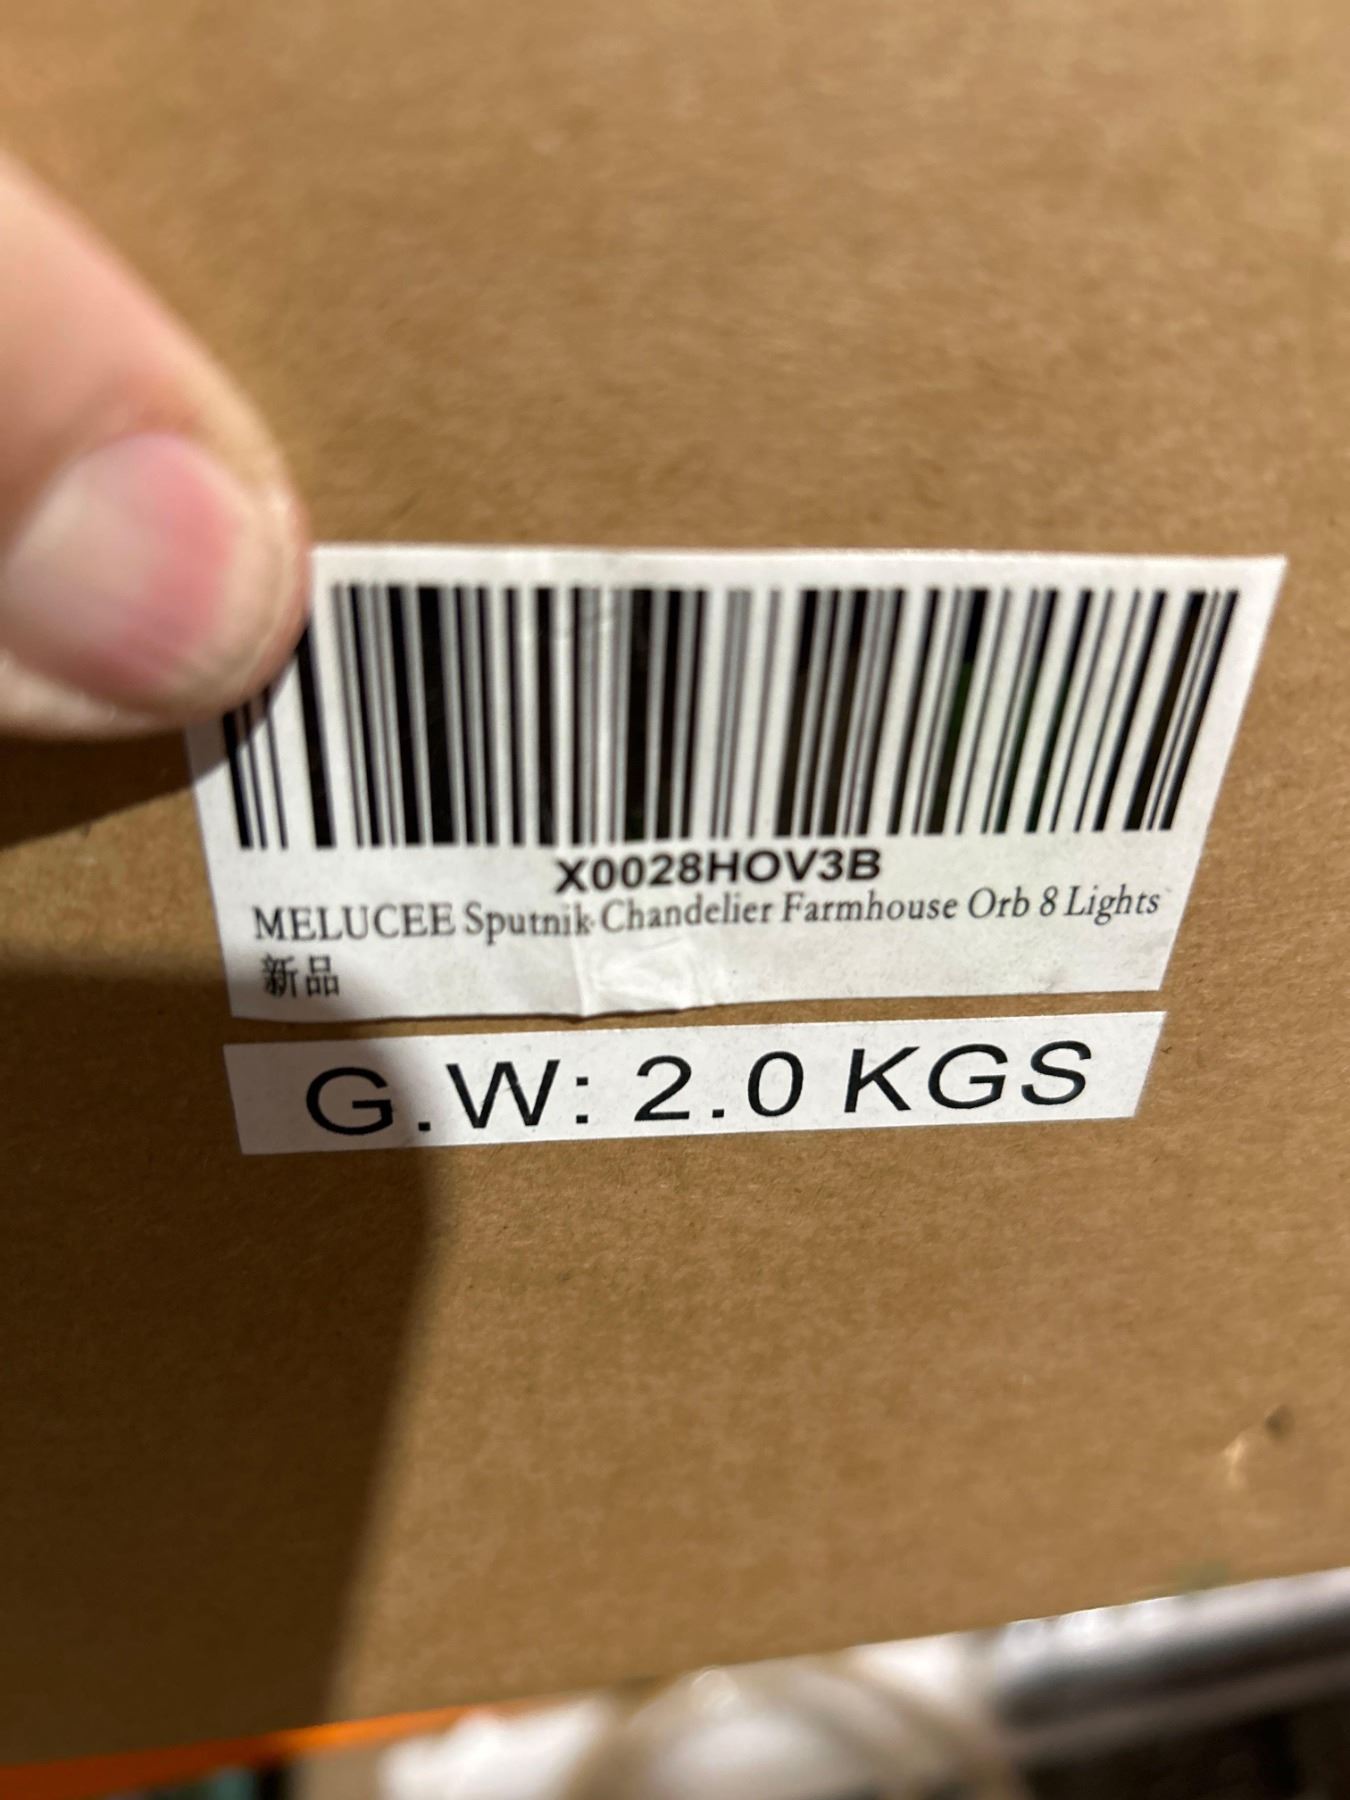 X0028HOV3B
MELUCEE Sputnik Chandelier Farmhouse Orb 8 Lights
新品
G.W: 2.0 KGS